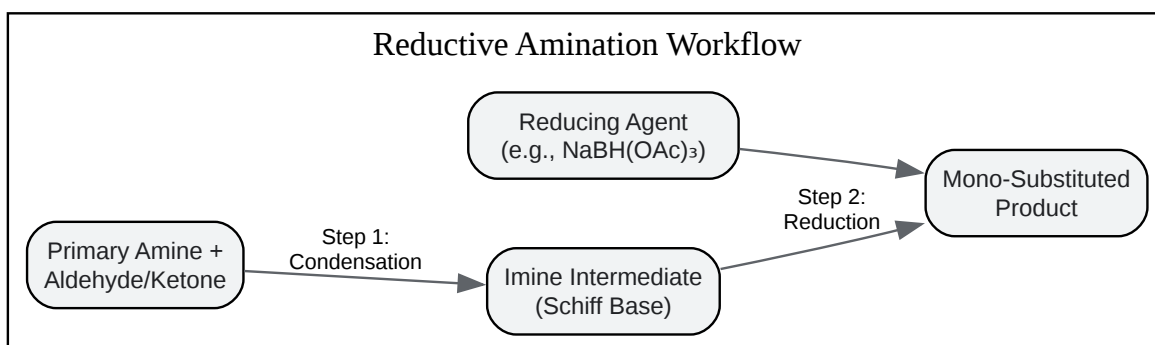 Reductive Amination Workflow
Reducing Agent
(e.g., NaBH(OAc)₃)
Mono-Substituted
Product
Step 2:
Reduction
Primary Amine +
Aldehyde/Ketone
Step 1:
Condensation
Imine Intermediate
(Schiff Base)